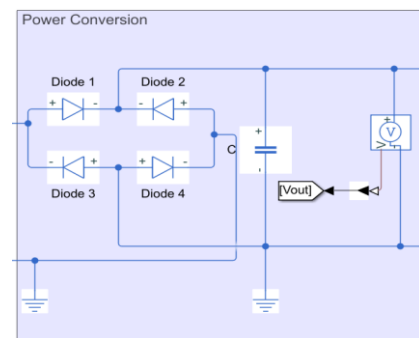 Power Conversion
Diode 1 Diode 2
+ - - +
C
+
-
- + + -
Diode 3 Diode 4
+
V
V
-
[Vout]